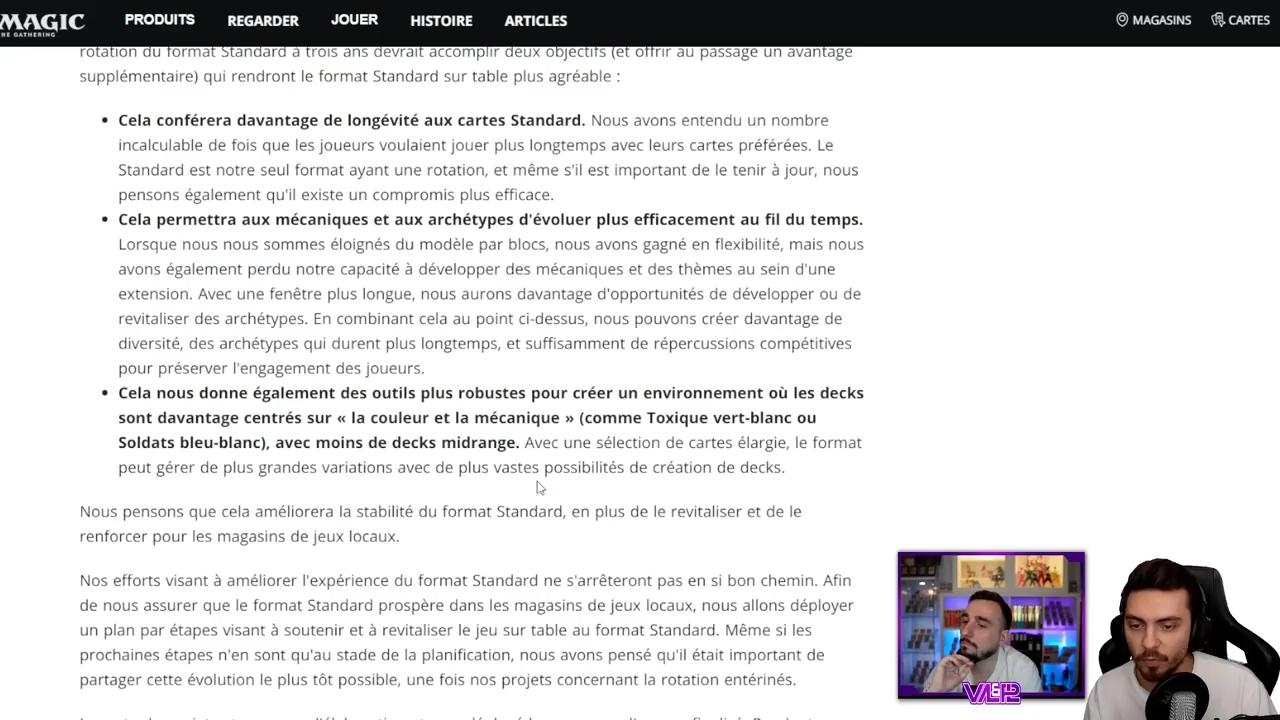 MAGIC
THE GATHERING
PRODUITS
REGARDER
JOUER
HISTOIRE
ARTICLES
MAGASINS
CARTES
rotation du format Standard à trois ans devrait accomplir deux objectifs (et offrir au passage un avantage
supplémentaire) qui rendront le format Standard sur table plus agréable :
• Cela conférera davantage de longévité aux cartes Standard. Nous avons entendu un nombre
incalculable de fois que les joueurs voulaient jouer plus longtemps avec leurs cartes préférées. Le
Standard est notre seul format ayant une rotation, et même s'il est important de le tenir à jour, nous
pensons également qu'il existe un compromis plus efficace.
• Cela permettra aux mécaniques et aux archétypes d'évoluer plus efficacement au fil du temps.
Lorsque nous nous sommes éloignés du modèle par blocs, nous avons gagné en flexibilité, mais nous
avons également perdu notre capacité à développer des mécaniques et des thèmes au sein d'une
extension. Avec une fenêtre plus longue, nous aurons davantage d'opportunités de développer ou de
revitaliser des archétypes. En combinant cela au point ci-dessus, nous pouvons créer davantage de
diversité, des archétypes qui durent plus longtemps, et suffisamment de répercussions compétitives
pour préserver l'engagement des joueurs.
• Cela nous donne également des outils plus robustes pour créer un environnement où les decks
sont davantage centrés sur « la couleur et la mécanique » (comme Toxique vert-blanc ou
Soldats bleu-blanc), avec moins de decks midrange. Avec une sélection de cartes élargie, le format
peut gérer de plus grandes variations avec de plus vastes possibilités de création de decks.
Nous pensons que cela améliorera la stabilité du format Standard, en plus de le revitaliser et de le
renforcer pour les magasins de jeux locaux.
Nos efforts visant à améliorer l'expérience du format Standard ne s'arrêteront pas en si bon chemin. Afin
de nous assurer que le format Standard prospère dans les magasins de jeux locaux, nous allons déployer
un plan par étapes visant à soutenir et à revitaliser le jeu sur table au format Standard. Même si les
prochaines étapes n'en sont qu'au stade de la planification, nous avons pensé qu'il était important de
partager cette évolution le plus tôt possible, une fois nos projets concernant la rotation entérinés.